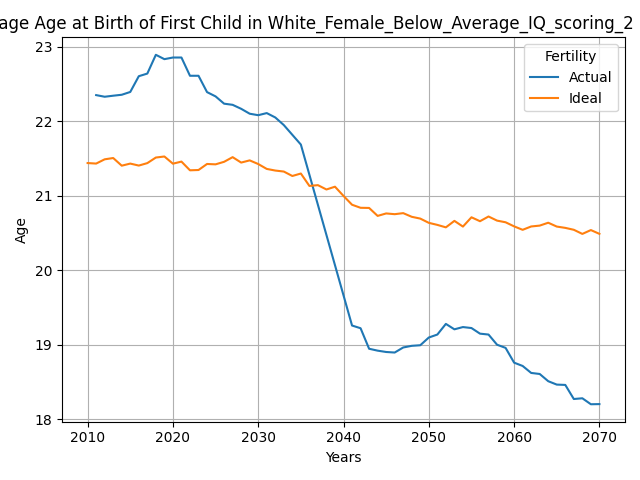 age Age at Birth of First Child in White_Female_Below_Average_IQ_scoring_2
Fertility
Actual
Ideal
23
22
21
20
19
18
Age
2010 2020 2030 2040 2050 2060 2070
Years